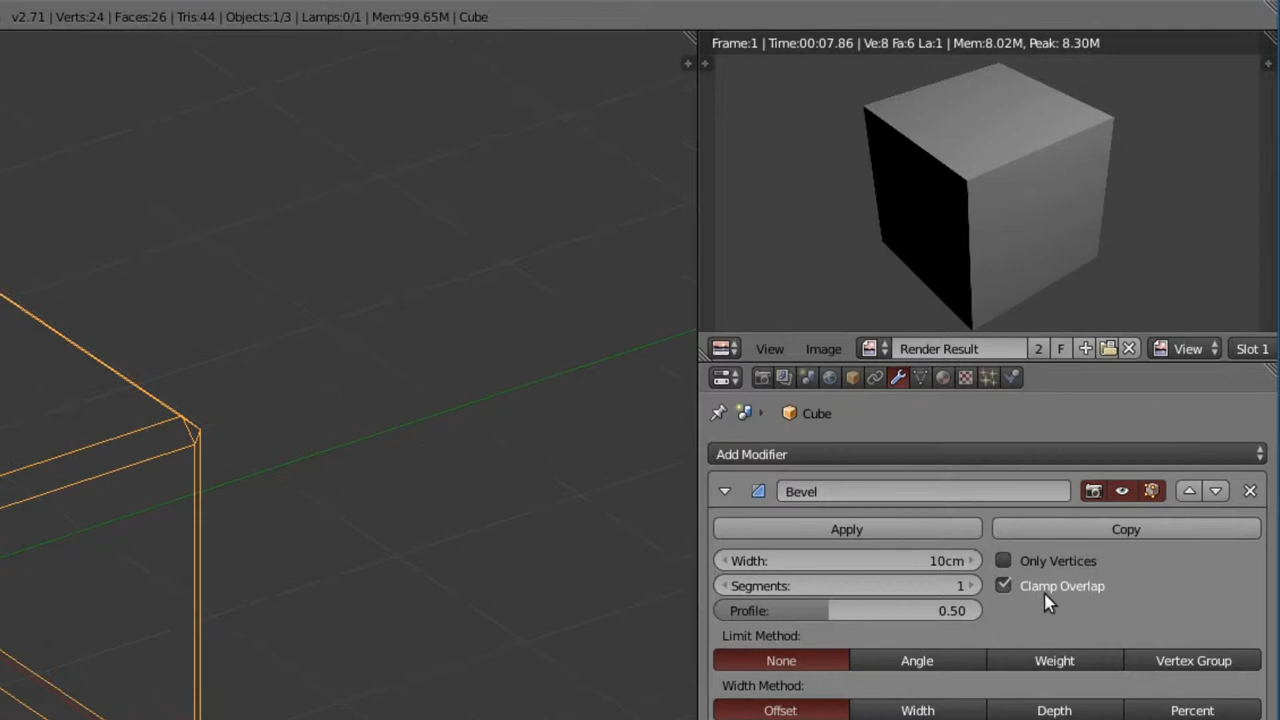 v2.71 | Verts:24 | Faces:26 | Tris:44 | Objects:1/3 | Lamps:0/1 | Mem:99.65M | Cube
Frame:1 | Time:00:07.86 | Ve:8 Fa:6 La:1 | Mem:8.02M, Peak: 8.30M
View Image Render Result 2 F View Slot 1
Cube
Add Modifier
Bevel
Apply Copy
Width: 10cm Only Vertices
Segments: 1 Clamp Overlap
Profile: 0.50
Limit Method:
None Angle Weight Vertex Group
Width Method:
Offset Width Depth Percent